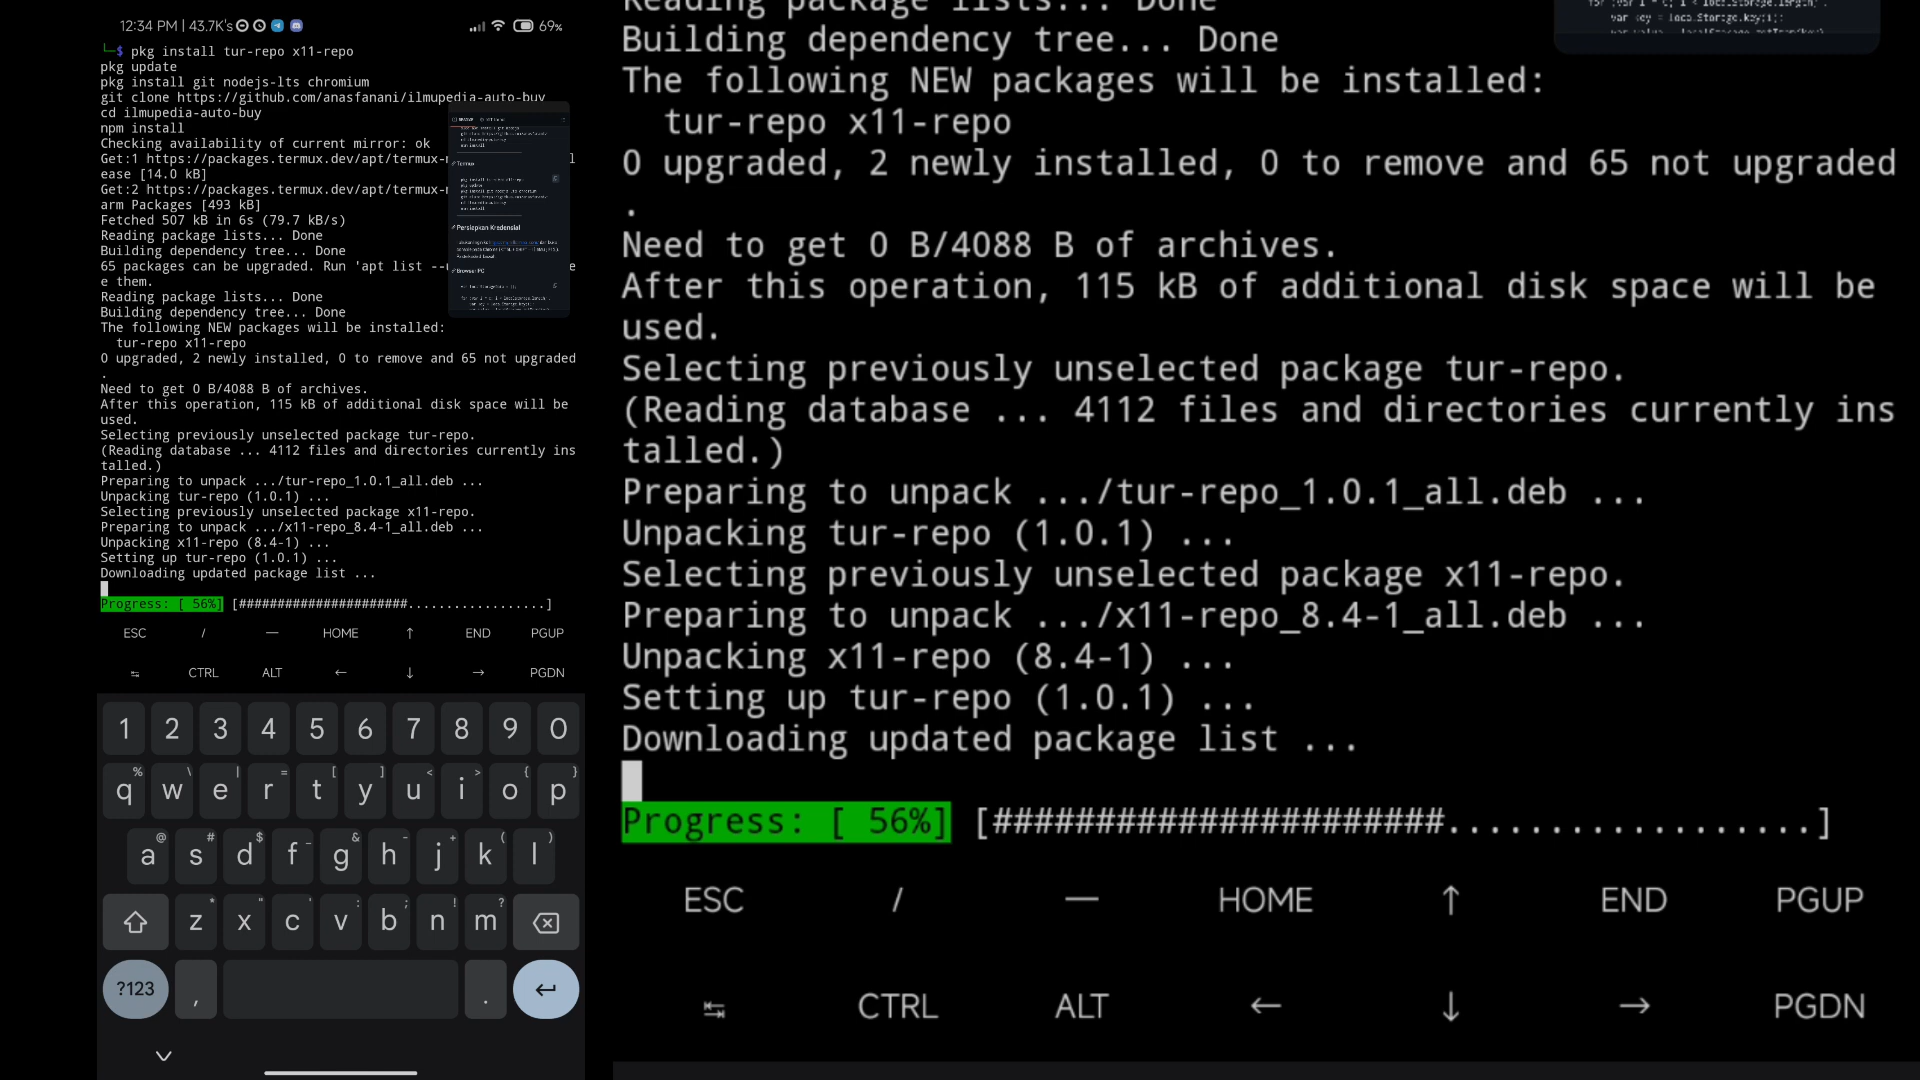 12:34 PM | 43.7K's
69%
└─$ pkg install tur-repo x11-repo
pkg update
pkg install git nodejs-lts chromium
git clone https://github.com/anasfanani/ilmupedia-auto-buy
cd ilmupedia-auto-buy
npm install
Checking availability of current mirror: ok
Get:1 https://packages.termux.dev/apt/termux-
ease [14.0 kB]
Get:2 https://packages.termux.dev/apt/termux-
arm Packages [493 kB]
Fetched 507 kB in 6s (79.7 kB/s)
Reading package lists... Done
Building dependency tree... Done
65 packages can be upgraded. Run 'apt list --
e them.
Reading package lists... Done
Building dependency tree... Done
The following NEW packages will be installed:
tur-repo x11-repo
0 upgraded, 2 newly installed, 0 to remove and 65 not upgraded
.
Need to get 0 B/4088 B of archives.
After this operation, 115 kB of additional disk space will be
used.
Selecting previously unselected package tur-repo.
(Reading database ... 4112 files and directories currently ins
talled.)
Preparing to unpack .../tur-repo_1.0.1_all.deb ...
Unpacking tur-repo (1.0.1) ...
Selecting previously unselected package x11-repo.
Preparing to unpack .../x11-repo_8.4-1_all.deb ...
Unpacking x11-repo (8.4-1) ...
Setting up tur-repo (1.0.1) ...
Downloading updated package list ...
Progress: [ 56%] [######################..................]
ESC / — HOME ↑ END PGUP
↹ CTRL ALT ← ↓ → PGDN
1 2 3 4 5 6 7 8 9 0
q w e r t y u i o p
a s d f g h j k l
z x c v b n m
?123 , .
Termux
Persiapkan Kredensial
Browser PC
Reading package lists... Done
Building dependency tree... Done
The following NEW packages will be installed:
tur-repo x11-repo
0 upgraded, 2 newly installed, 0 to remove and 65 not upgraded
.
Need to get 0 B/4088 B of archives.
After this operation, 115 kB of additional disk space will be
used.
Selecting previously unselected package tur-repo.
(Reading database ... 4112 files and directories currently ins
talled.)
Preparing to unpack .../tur-repo_1.0.1_all.deb ...
Unpacking tur-repo (1.0.1) ...
Selecting previously unselected package x11-repo.
Preparing to unpack .../x11-repo_8.4-1_all.deb ...
Unpacking x11-repo (8.4-1) ...
Setting up tur-repo (1.0.1) ...
Downloading updated package list ...
Progress: [ 56%] [######################..................]
ESC / — HOME ↑ END PGUP
↹ CTRL ALT ← ↓ → PGDN